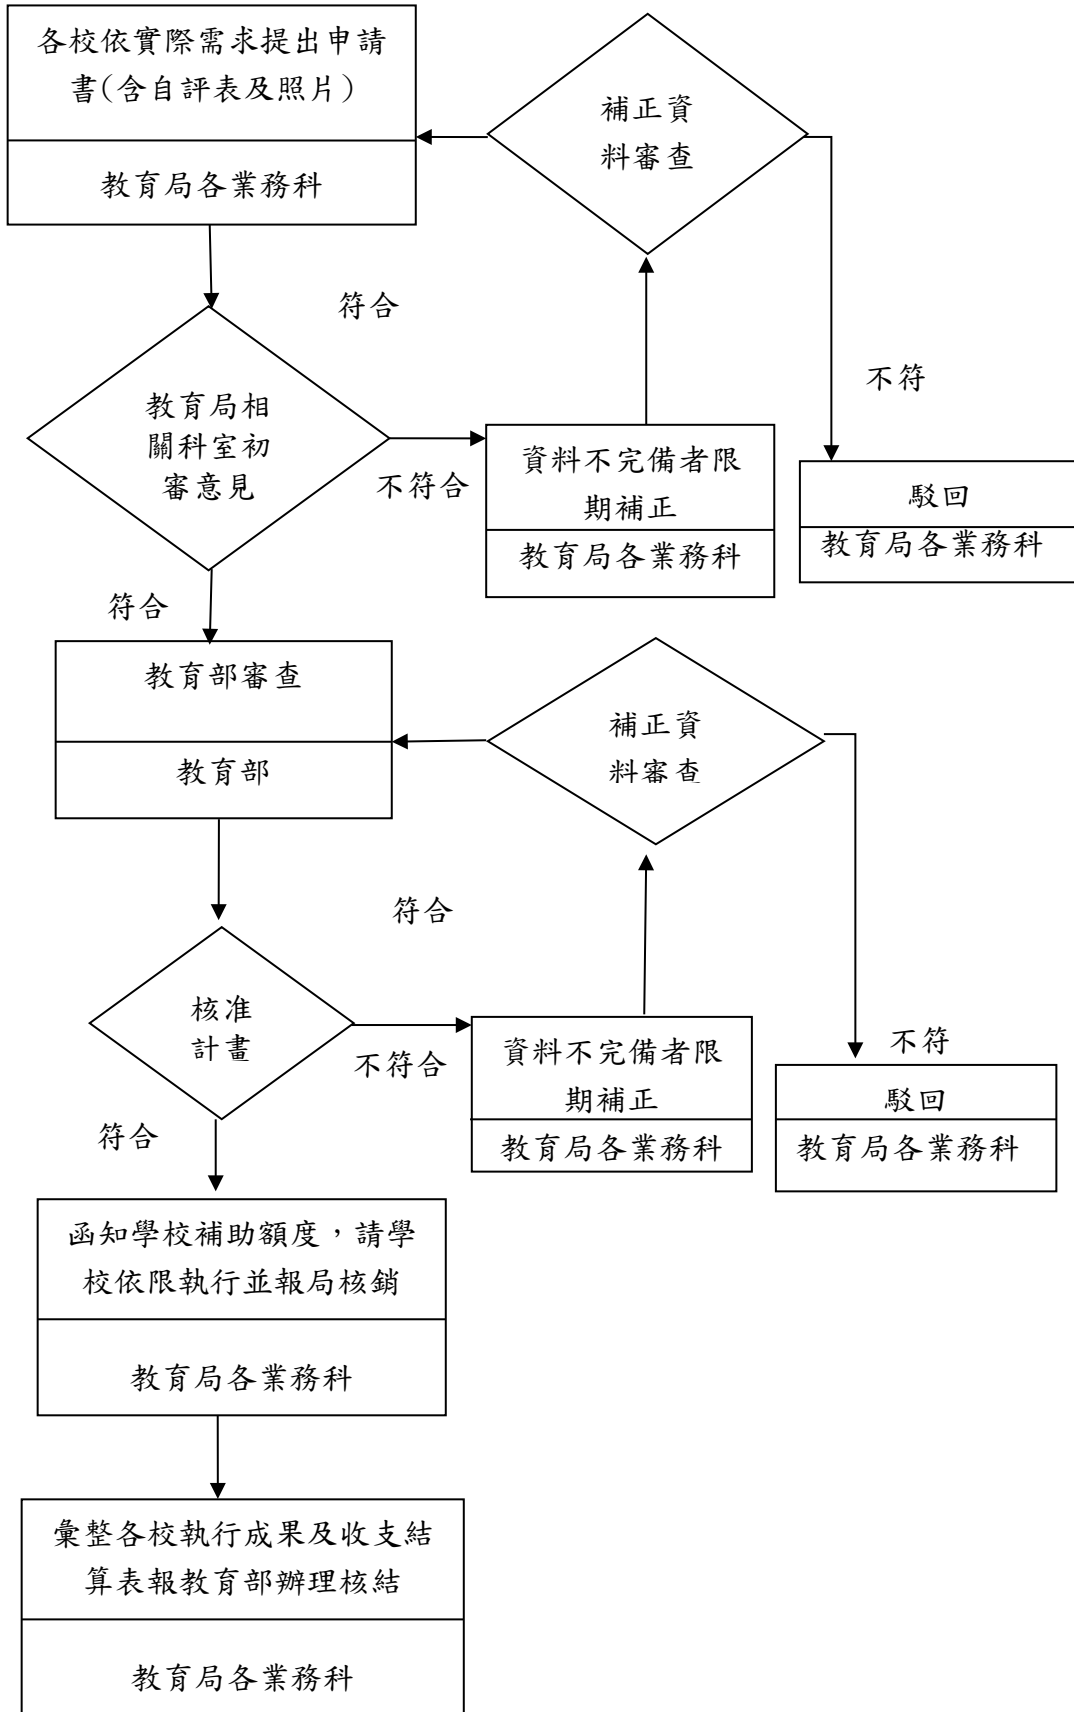 各校依實際需求提出申請
書(含自評表及照片)
教育局各業務科
補正資
料審查
符合
不符
教育局相
關科室初
審意見
不符合
資料不完備者限
期補正
教育局各業務科
駁回
教育局各業務科
符合
教育部審查
教育部
補正資
料審查
符合
核准
計畫
不符合
資料不完備者限
期補正
教育局各業務科
不符
駁回
教育局各業務科
符合
函知學校補助額度,請學
校依限執行並報局核銷
教育局各業務科
彙整各校執行成果及收支結
算表報教育部辦理核結
教育局各業務科